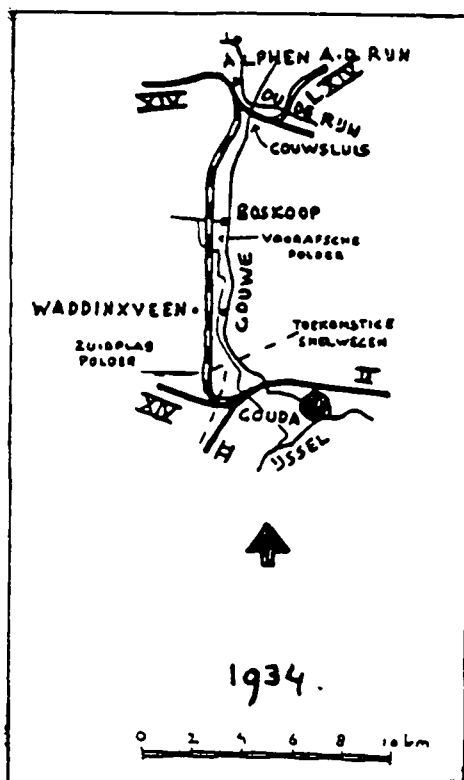 ALPHEN A.D RIJN
XIV
L XIV
OUDE RIJN
GOUWSLUIS
BOSKOOP
VOORAFSCHE
POLDER
GOUWE
WADDINXVEEN
TOEKOMSTIGE
SNELWEGEN
ZUIDPLAS
POLDER
II
XIV
GOUDA
II
IJSSEL
1934.
0 2 4 6 8 10 km